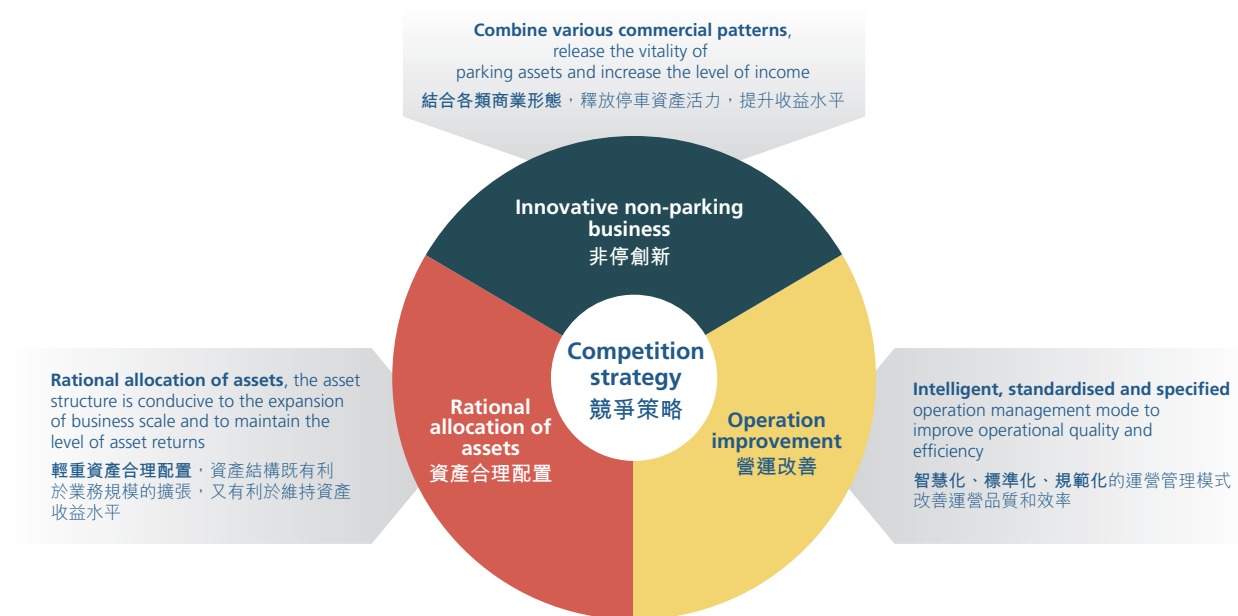 Combine various commercial patterns,
release the vitality of
parking assets and increase the level of income
結合各類商業形態，釋放停車資產活力，提升收益水平
Innovative non-parking
business
非停創新
Competition
strategy
競爭策略
Rational allocation of assets, the asset
structure is conducive to the expansion
of business scale and to maintain the
level of asset returns
輕重資產合理配置，資產結構既有利
於業務規模的擴張，又有利於維持資產
收益水平
Rational
allocation of
assets
資產合理配置
Operation
improvement
營運改善
Intelligent, standardised and specified
operation management mode to
improve operational quality and
efficiency
智慧化、標準化、規範化的運營管理模式
改善運營品質和效率